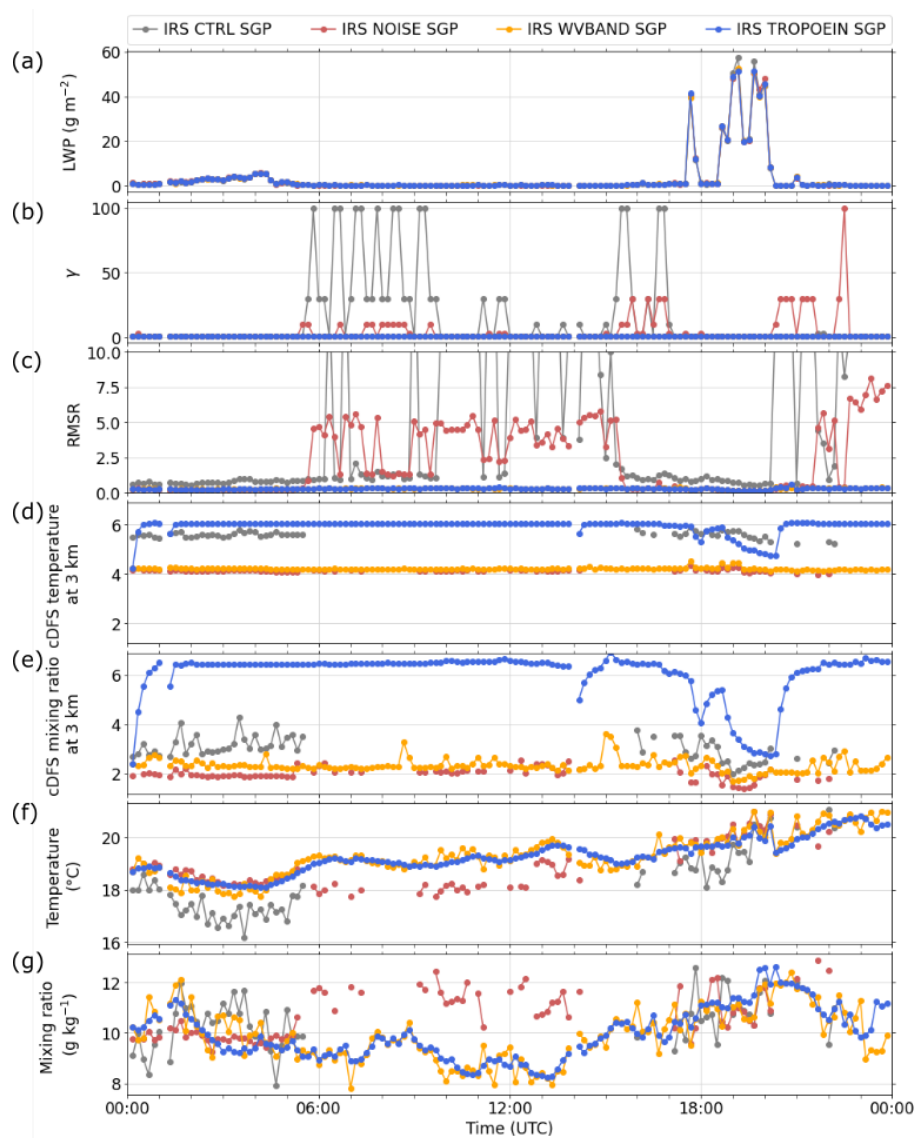 IRS CTRL SGP IRS NOISE SGP IRS WVBAND SGP IRS TROPOEIN SGP
(a)
LWP (g m⁻²)
60
40
20
0
(b)
γ
100
50
0
(c)
RMSR
10.0
7.5
5.0
2.5
0.0
(d)
cDFS temperature
at 3 km
6
4
2
(e)
cDFS mixing ratio
at 3 km
6
4
2
(f)
Temperature
(°C)
20
18
16
(g)
Mixing ratio
(g kg⁻¹)
12
10
8
00:00 06:00 12:00 18:00 00:00
Time (UTC)